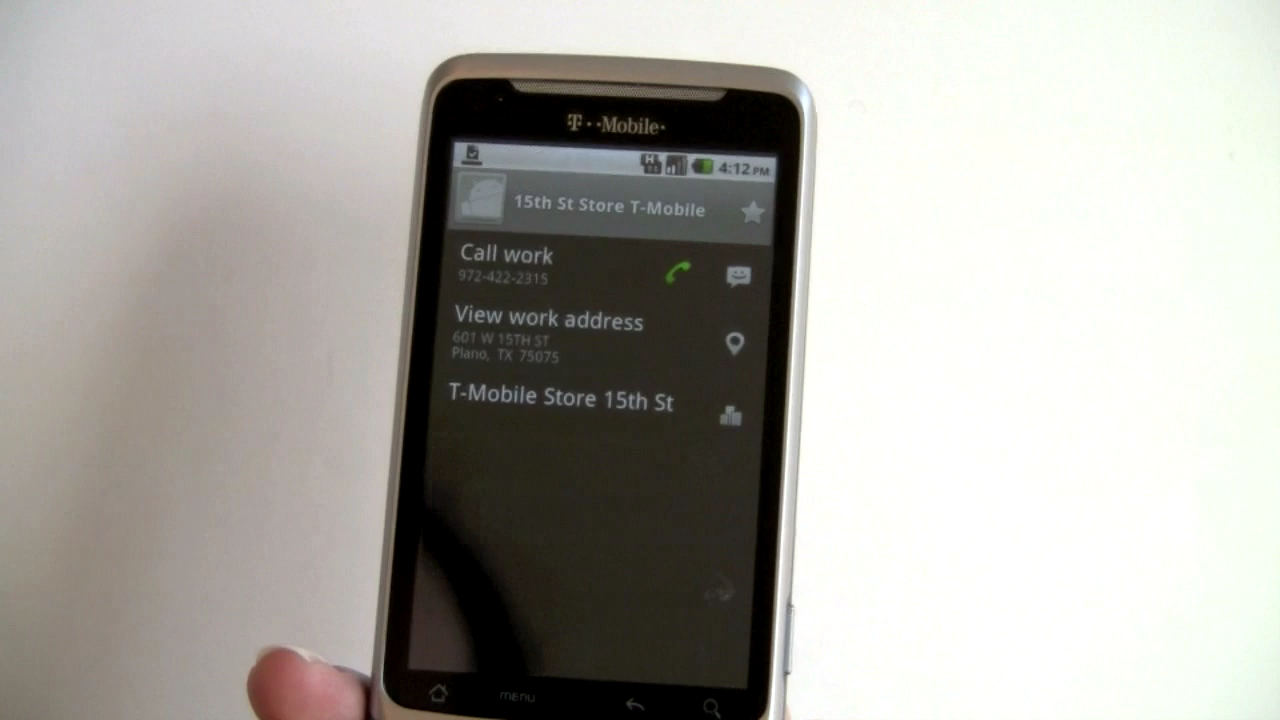 T··Mobile·
H
4:12 PM
15th St Store T-Mobile
Call work
972-422-2315
View work address
601 W 15TH ST
Plano, TX 75075
T-Mobile Store 15th St
menu